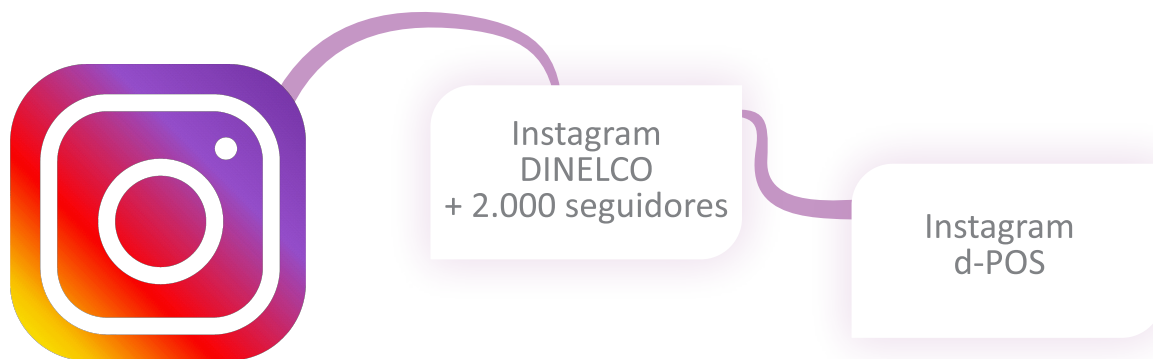 Instagram
DINELCO
+ 2.000 seguidores
Instagram
d-POS